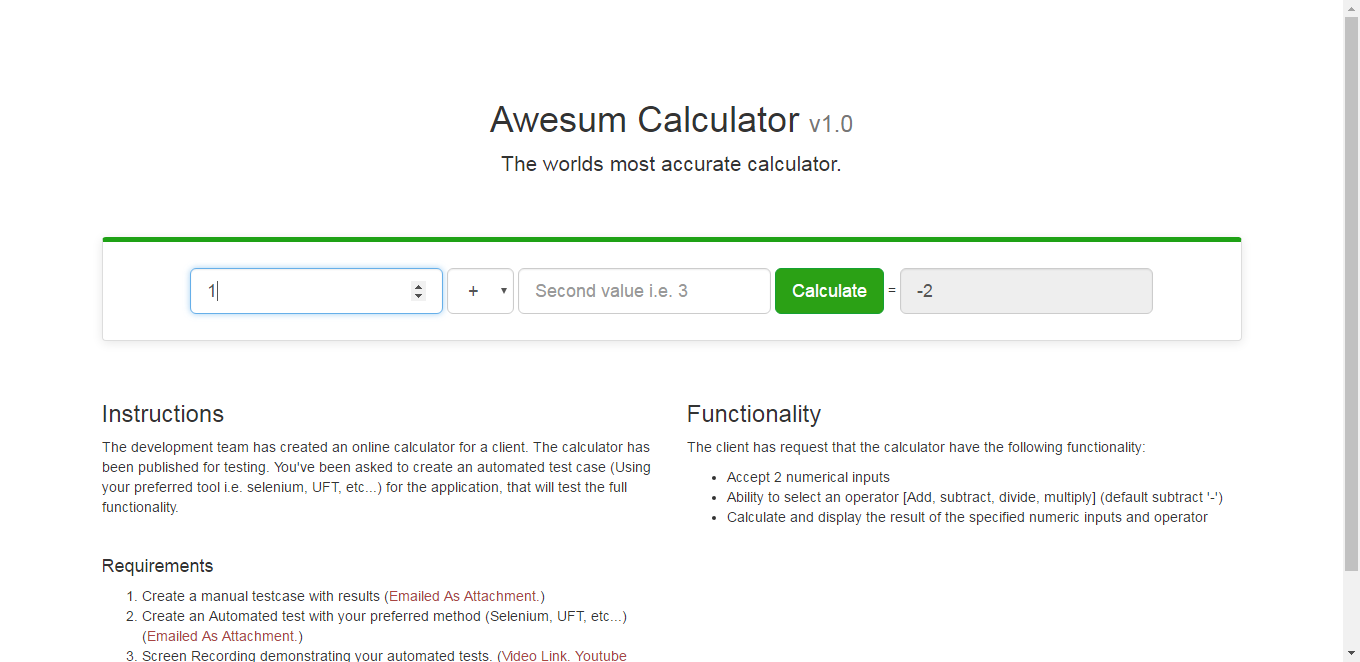 Awesum Calculator v1.0
The worlds most accurate calculator.
1 + Second value i.e. 3 Calculate = -2
Instructions
The development team has created an online calculator for a client. The calculator has
been published for testing. You've been asked to create an automated test case (Using
your preferred tool i.e. selenium, UFT, etc...) for the application, that will test the full
functionality.
Requirements
1. Create a manual testcase with results (Emailed As Attachment.)
2. Create an Automated test with your preferred method (Selenium, UFT, etc...)
(Emailed As Attachment.)
3. Screen Recording demonstrating your automated tests. (Video Link. Youtube
Functionality
The client has request that the calculator have the following functionality:
• Accept 2 numerical inputs
• Ability to select an operator [Add, subtract, divide, multiply] (default subtract '-')
• Calculate and display the result of the specified numeric inputs and operator